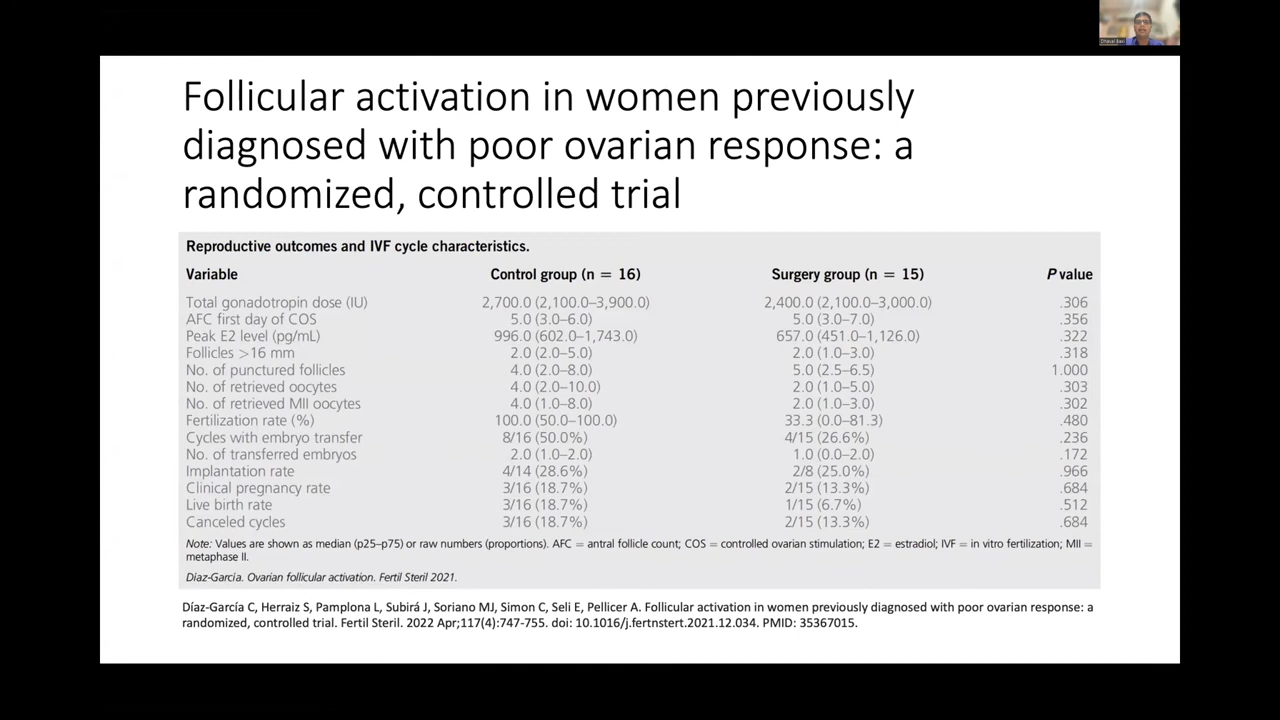 Follicular activation in women previously
diagnosed with poor ovarian response: a
randomized, controlled trial
Reproductive outcomes and IVF cycle characteristics.
Variable Control group (n = 16) Surgery group (n = 15) P value
Total gonadotropin dose (IU) 2,700.0 (2,100.0–3,900.0) 2,400.0 (2,100.0–3,000.0) .306
AFC first day of COS 5.0 (3.0–6.0) 5.0 (3.0–7.0) .356
Peak E2 level (pg/mL) 996.0 (602.0–1,743.0) 657.0 (451.0–1,126.0) .322
Follicles >16 mm 2.0 (2.0–5.0) 2.0 (1.0–3.0) .318
No. of punctured follicles 4.0 (2.0–8.0) 5.0 (2.5–6.5) 1.000
No. of retrieved oocytes 4.0 (2.0–10.0) 2.0 (1.0–5.0) .303
No. of retrieved MII oocytes 4.0 (1.0–8.0) 2.0 (1.0–3.0) .302
Fertilization rate (%) 100.0 (50.0–100.0) 33.3 (0.0–81.3) .480
Cycles with embryo transfer 8/16 (50.0%) 4/15 (26.6%) .236
No. of transferred embryos 2.0 (1.0–2.0) 1.0 (0.0–2.0) .172
Implantation rate 4/14 (28.6%) 2/8 (25.0%) .966
Clinical pregnancy rate 3/16 (18.7%) 2/15 (13.3%) .684
Live birth rate 3/16 (18.7%) 1/15 (6.7%) .512
Canceled cycles 3/16 (18.7%) 2/15 (13.3%) .684
Note: Values are shown as median (p25–p75) or raw numbers (proportions). AFC = antral follicle count; COS = controlled ovarian stimulation; E2 = estradiol; IVF = in vitro fertilization; MII =
metaphase II.
Diaz-Garcia. Ovarian follicular activation. Fertil Steril 2021.
Díaz-García C, Herraiz S, Pamplona L, Subirá J, Soriano MJ, Simon C, Seli E, Pellicer A. Follicular activation in women previously diagnosed with poor ovarian response: a
randomized, controlled trial. Fertil Steril. 2022 Apr;117(4):747-755. doi: 10.1016/j.fertnstert.2021.12.034. PMID: 35367015.